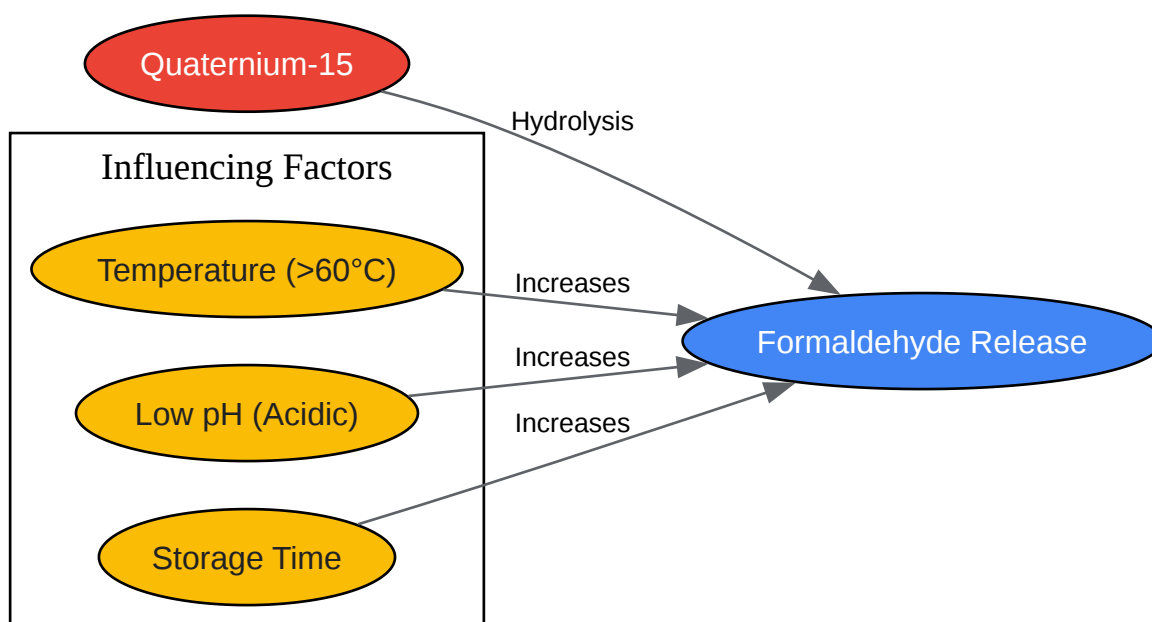 Quaternium-15
Hydrolysis
Influencing Factors
Temperature (>60°C)
Increases
Formaldehyde Release
Increases
Low pH (Acidic)
Increases
Storage Time